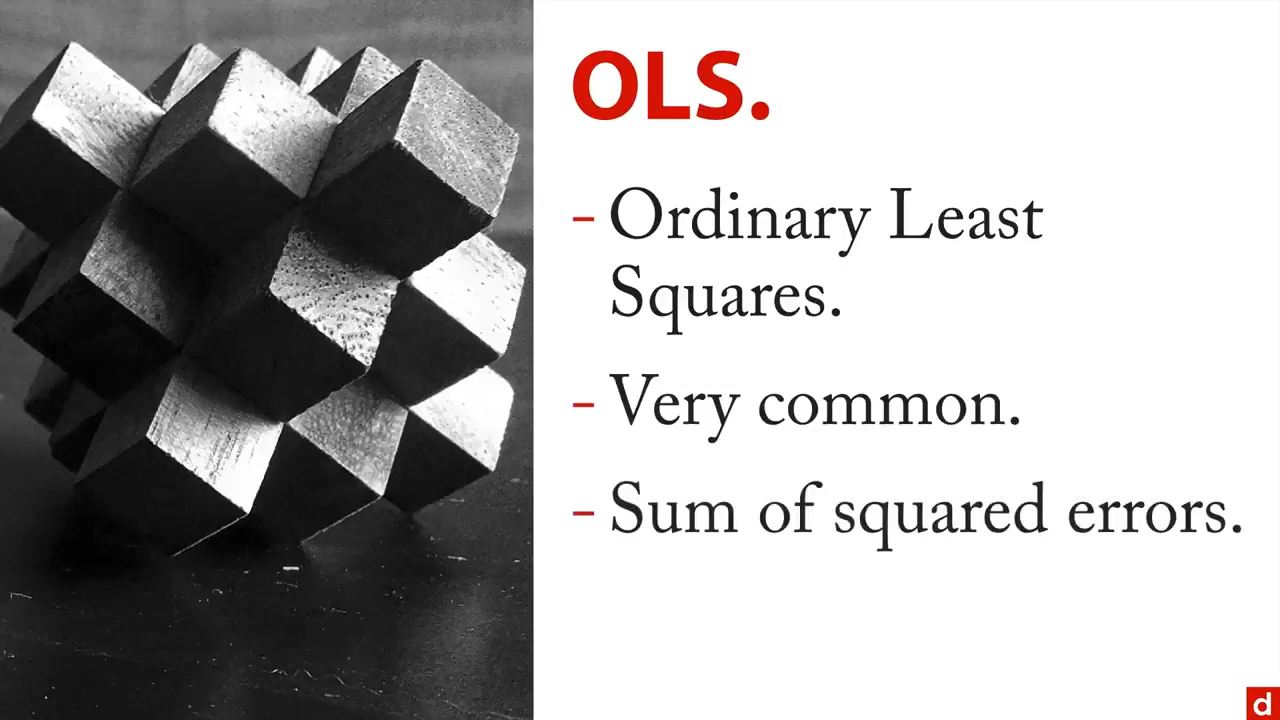 OLS.
- Ordinary Least
Squares.
- Very common.
- Sum of squared errors.
d